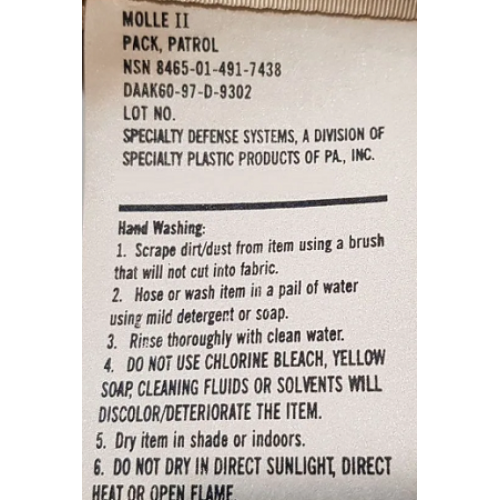 MOLLE II
PACK, PATROL
NSN 8465-01-491-7438
DAAK60-97-D-9302
LOT NO.
SPECIALTY DEFENSE SYSTEMS, A DIVISION OF
SPECIALTY PLASTIC PRODUCTS OF PA., INC.
Hand Washing:
1. Scrape dirt/dust from item using a brush
that will not cut into fabric.
2. Hose or wash item in a pail of water
using mild detergent or soap.
3. Rinse thoroughly with clean water.
4. DO NOT USE CHLORINE BLEACH, YELLOW
SOAP, CLEANING FLUIDS OR SOLVENTS WILL
DISCOLOR/DETERIORATE THE ITEM.
5. Dry item in shade or indoors.
6. DO NOT DRY IN DIRECT SUNLIGHT, DIRECT
HEAT OR OPEN FLAME